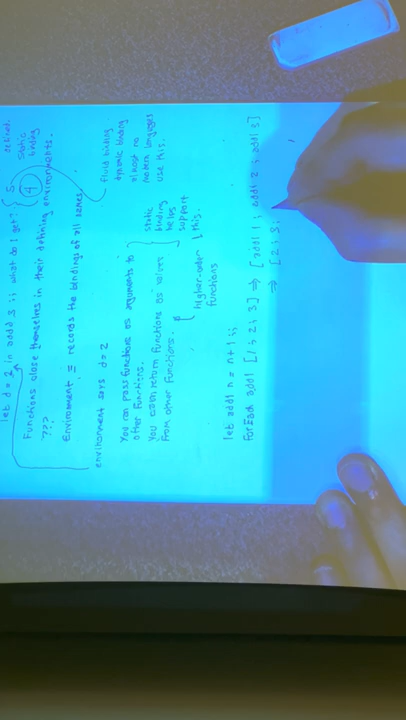 let d = 2 in addd 3 ;; what do I get? { 5
(4)
static
binding
Functions close themselves in their defining environments.
???
Environment ≡ records the bindings of all names.
fluid binding
dynamic binding
almost no
modern languages
use this.
environment says d = 2
You can pass functions as arguments to
other functions.
You can return functions as values
from other functions.
} static
binding
helps
support
this.
{ higher-order
functions
let add1 n = n + 1 ;;
forEach add1 [1 ; 2 ; 3] ⇒ [add1 1 ; add1 2 ; add1 3]
⇒ [2 ; 3 ;